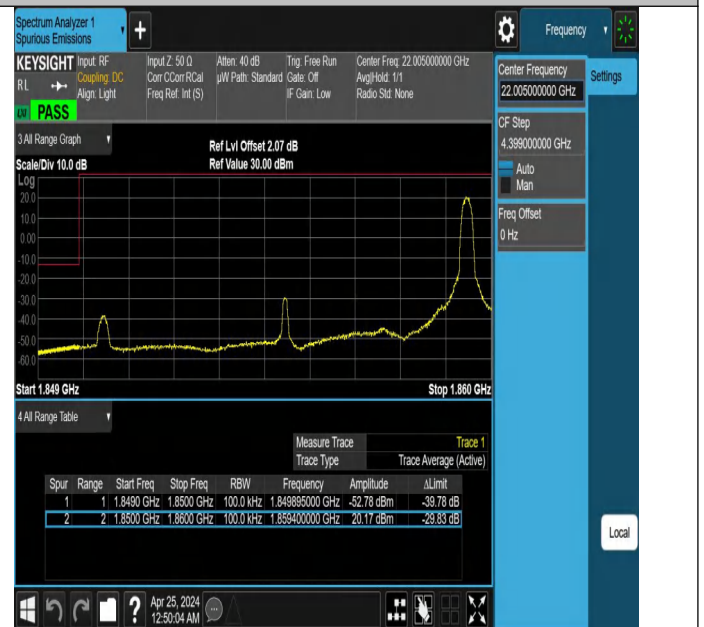 Spectrum Analyzer 1
Spurious Emissions
+
Frequency
KEYSIGHT
RL
PASS
Input: RF
Coupling: DC
Align: Light
Input Z: 50 Ω
Corr CCorr RCal
Freq Ref: Int (S)
Atten: 40 dB
µW Path: Standard
Trig: Free Run
Gate: Off
IF Gain: Low
Center Freq: 22.005000000 GHz
Avg|Hold: 1/1
Radio Std: None
Center Frequency
22.005000000 GHz
Settings
CF Step
4.399000000 GHz
Auto
Man
Freq Offset
0 Hz
3 All Range Graph
Scale/Div 10.0 dB
Ref Lvl Offset 2.07 dB
Ref Value 30.00 dBm
Log
20.0
10.0
0.00
-10.0
-20.0
-30.0
-40.0
-50.0
-60.0
Start 1.849 GHz
Stop 1.860 GHz
4 All Range Table
Measure Trace Trace 1
Trace Type Trace Average (Active)
Spur Range Start Freq Stop Freq RBW Frequency Amplitude ΔLimit
1 1 1.8490 GHz 1.8500 GHz 100.0 kHz 1.849895000 GHz -52.78 dBm -39.78 dB
2 2 1.8500 GHz 1.8600 GHz 100.0 kHz 1.859400000 GHz 20.17 dBm -29.83 dB
Local
?
Apr 25, 2024
12:50:04 AM